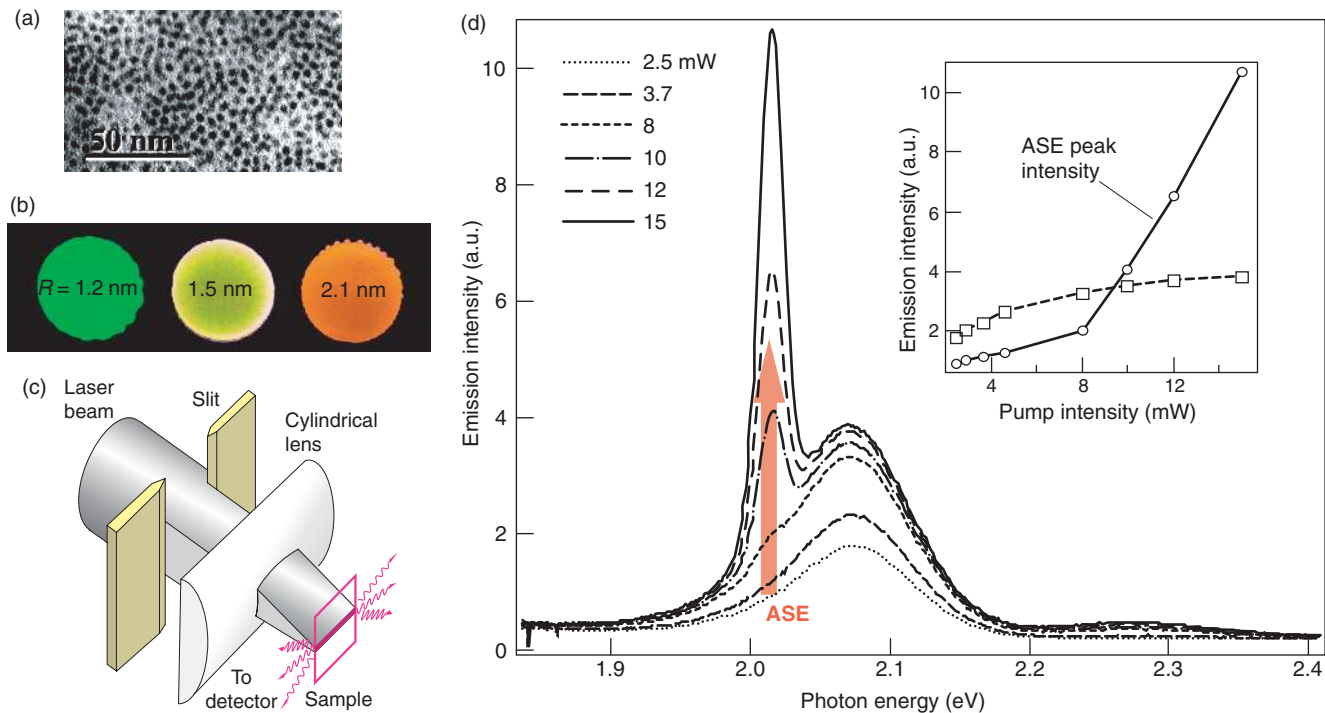 (a)
50 nm
(b)
R = 1.2 nm
1.5 nm
2.1 nm
(c)
Laser
beam
Slit
Cylindrical
lens
To
detector
Sample
(d)
Emission intensity (a.u.)
10
8
6
4
2
0
1.9
2.0
2.1
2.2
2.3
2.4
Photon energy (eV)
2.5 mW
3.7
8
10
12
15
ASE
Emission intensity (a.u.)
10
8
6
4
2
4
8
12
Pump intensity (mW)
ASE peak
intensity